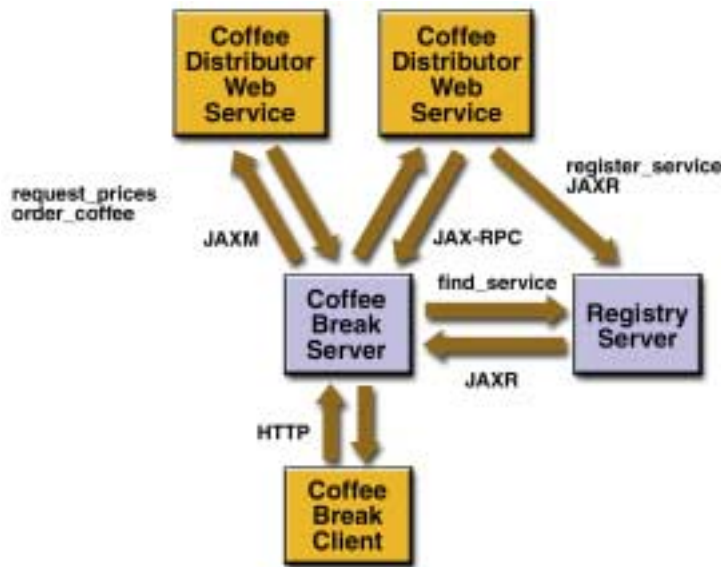 Coffee
Distributor
Web
Service
Coffee
Distributor
Web
Service
request_prices
order_coffee
register_service
JAXR
JAXM
JAX-RPC
find_service
Coffee
Break
Server
Registry
Server
JAXR
HTTP
Coffee
Break
Client